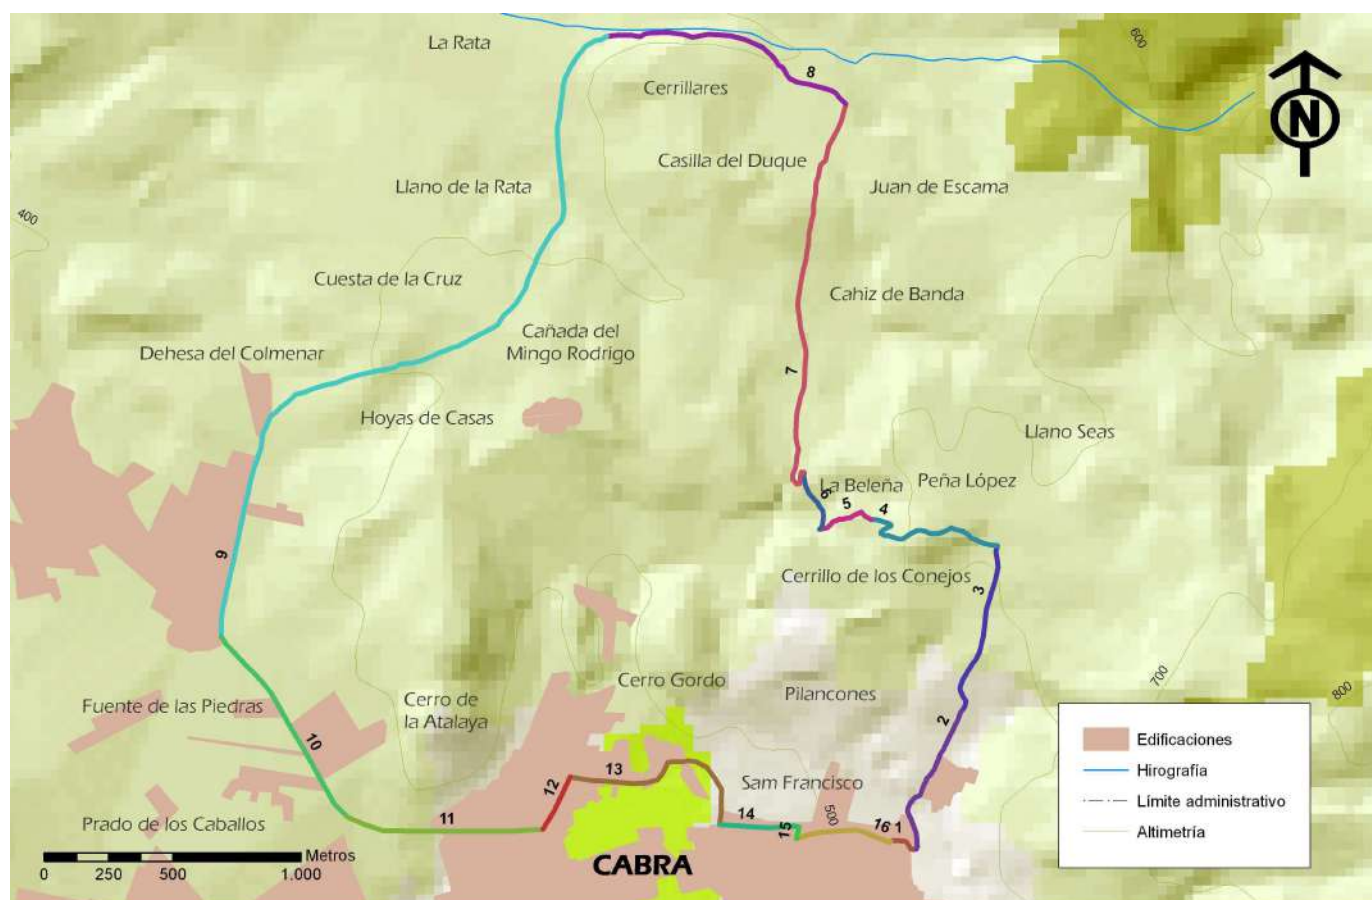 La Rata
600
8
Cerrillares
N
Casilla del Duque
Llano de la Rata
Juan de Escama
400
Cuesta de la Cruz
Cahiz de Banda
Cañada del
Mingo Rodrigo
Dehesa del Colmenar
7
Hoyas de Casas
Llano Seas
La Beleña
Peña López
6
5
4
9
Cerrillo de los Conejos
3
Cerro Gordo
Pilancones
700
800
Fuente de las Piedras
Cerro de
la Atalaya
2
10
Edificaciones
Hirografía
Límite administrativo
Altimetría
12
13
Sam Francisco
Prado de los Caballos
11
14
15
500
16
1
Metros
0
250
500
1.000
CABRA